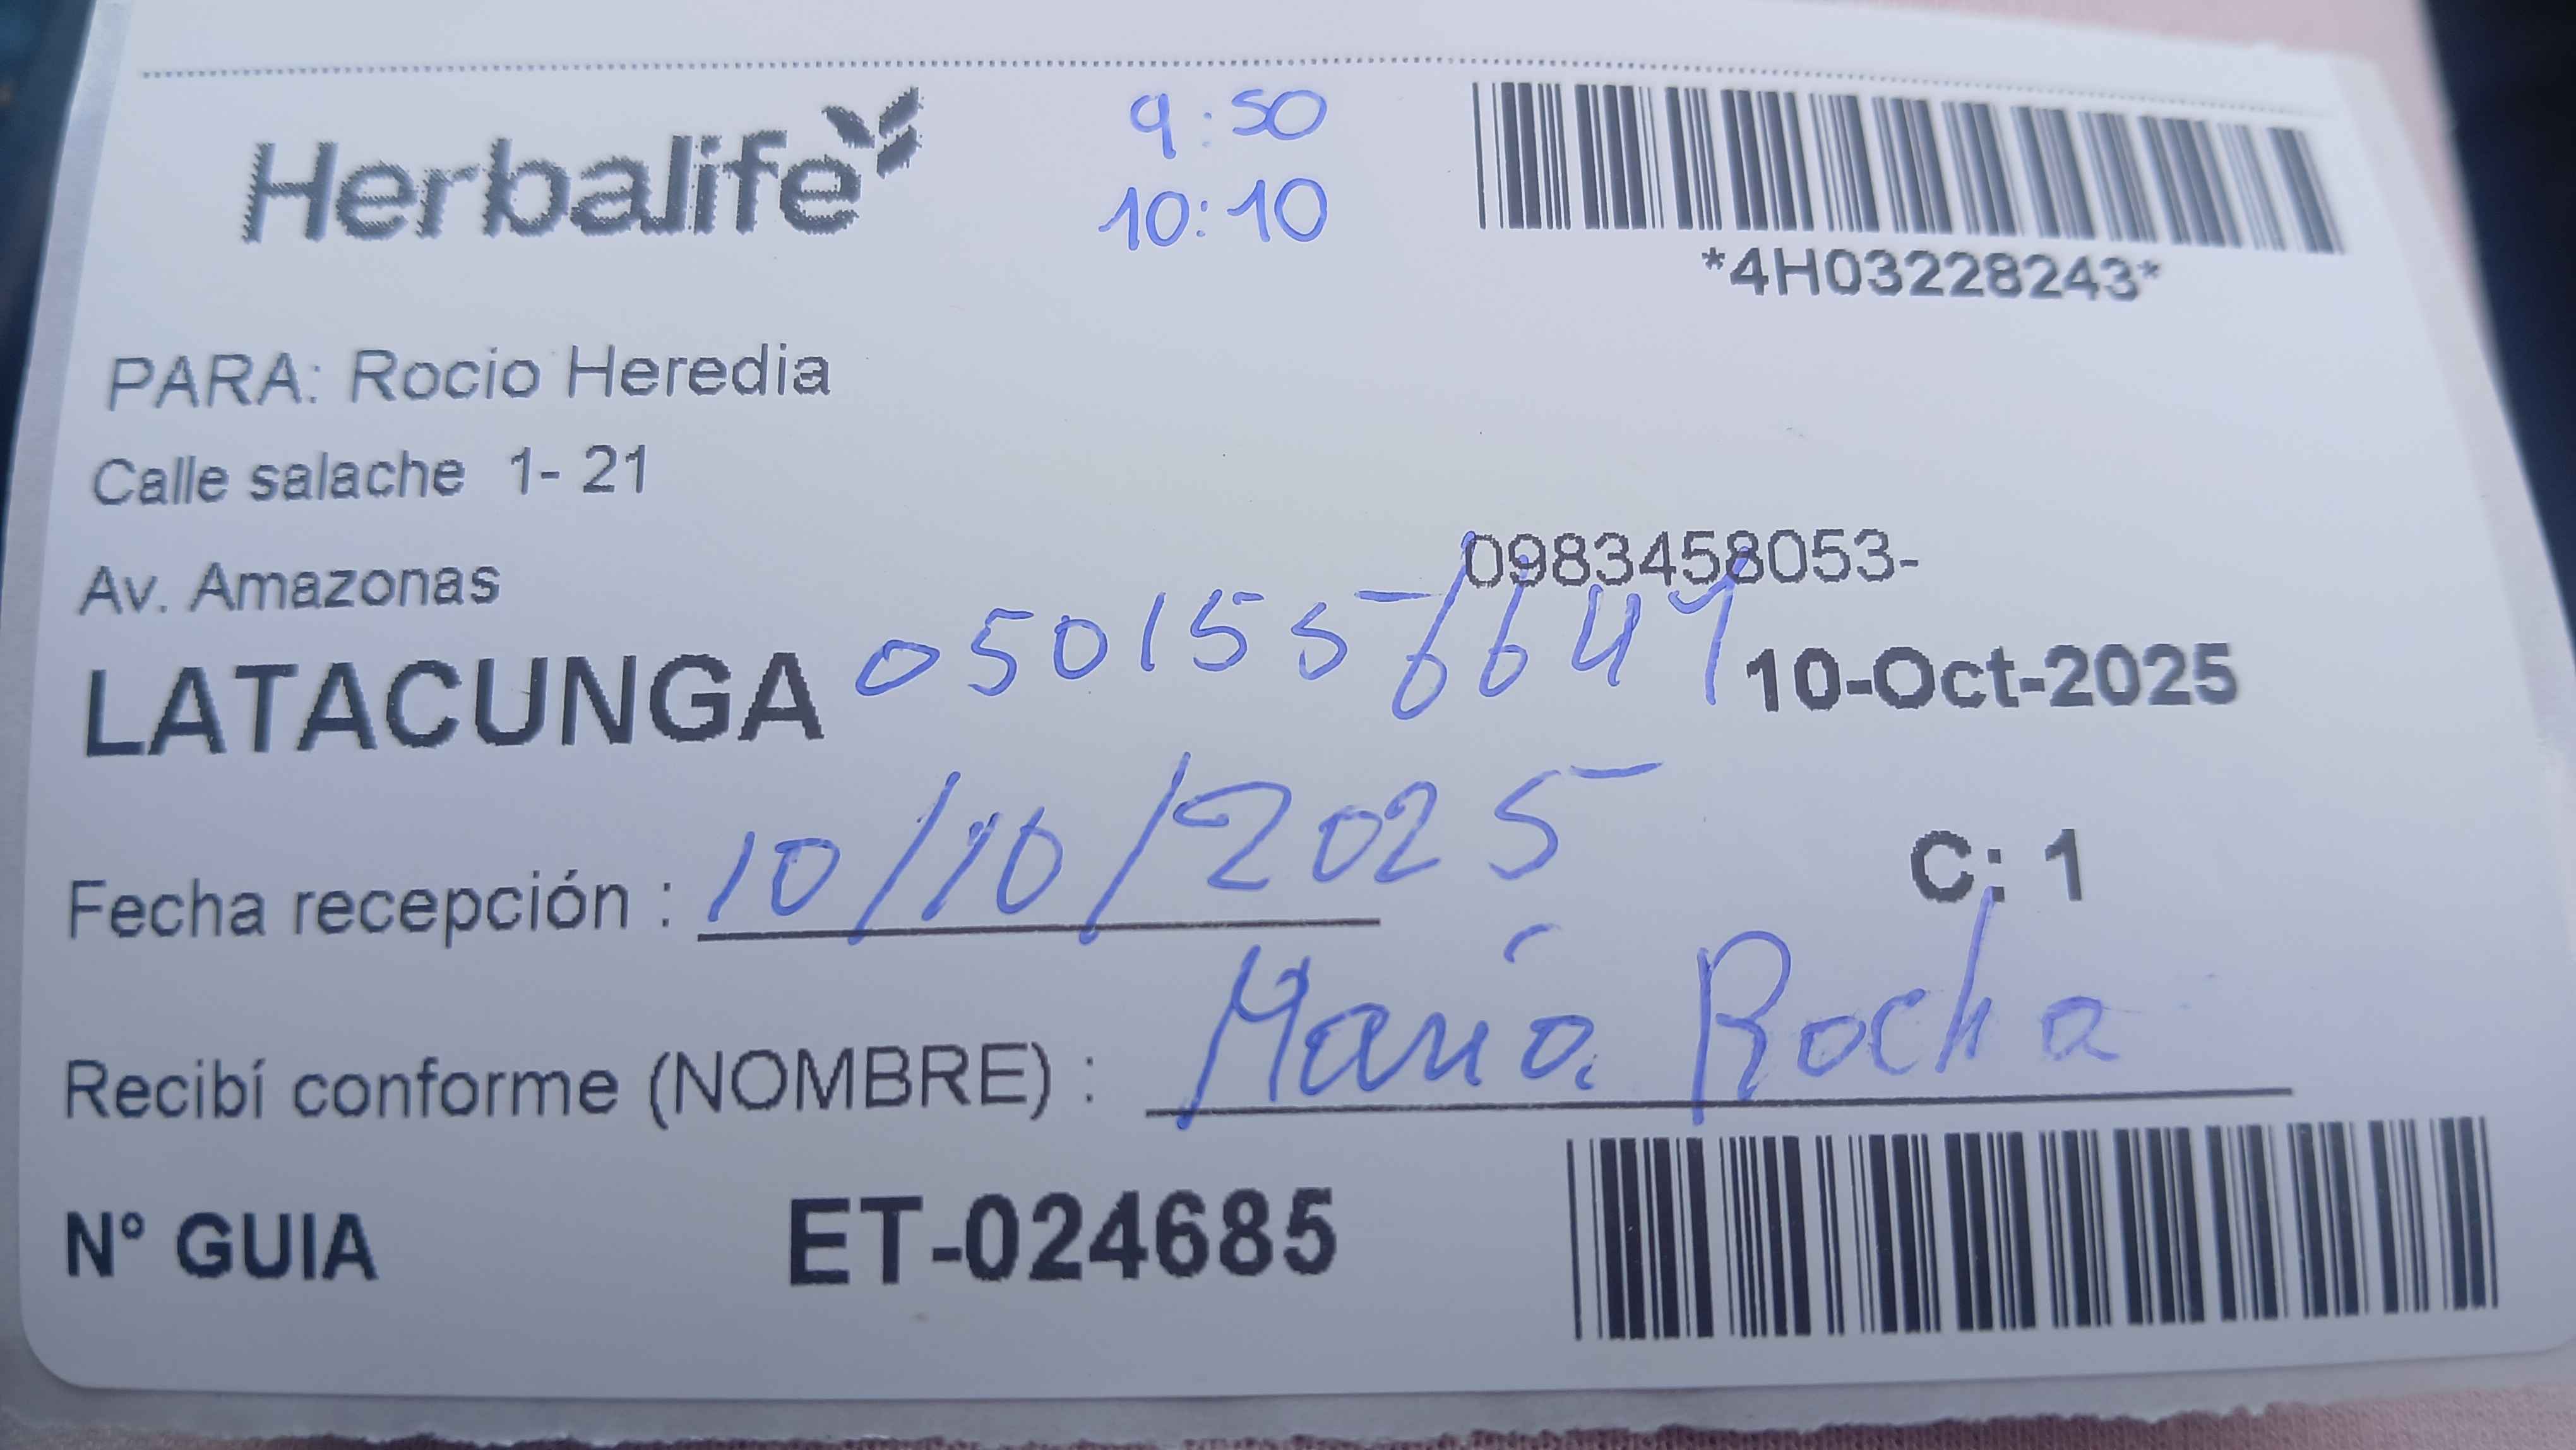 Herbalife
9:50
10:10
*4H03228243*
PARA: Rocio Heredia
Calle salache 1- 21
0983458053-
Av. Amazonas
LATACUNGA 0501556641 10-Oct-2025
Fecha recepción : 10/10/2025
C: 1
Recibí conforme (NOMBRE) : María Rocha
N° GUIA ET-024685